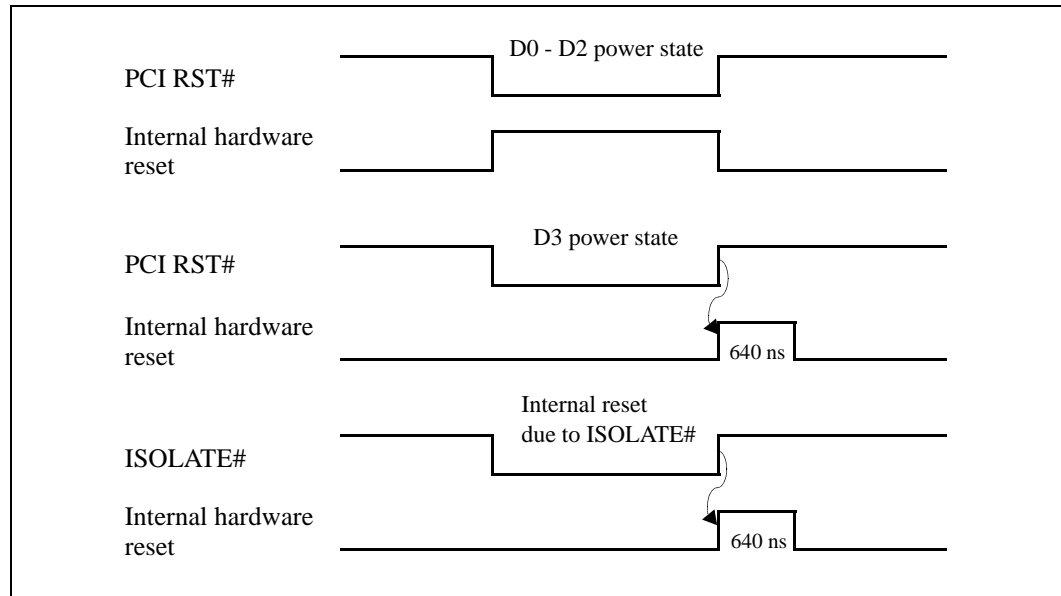 D0 - D2 power state
PCI RST#
Internal hardware
reset
D3 power state
PCI RST#
Internal hardware
reset
640 ns
Internal reset
due to ISOLATE#
ISOLATE#
Internal hardware
reset
640 ns